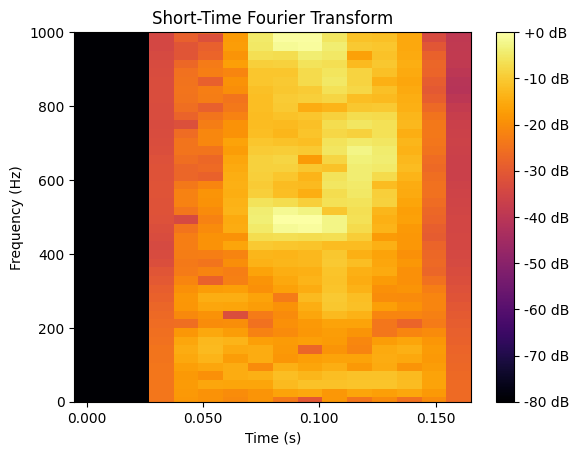 Short-Time Fourier Transform
1000
800
600
400
200
0
Frequency (Hz)
0.000
0.050
0.100
0.150
Time (s)
+0 dB
-10 dB
-20 dB
-30 dB
-40 dB
-50 dB
-60 dB
-70 dB
-80 dB